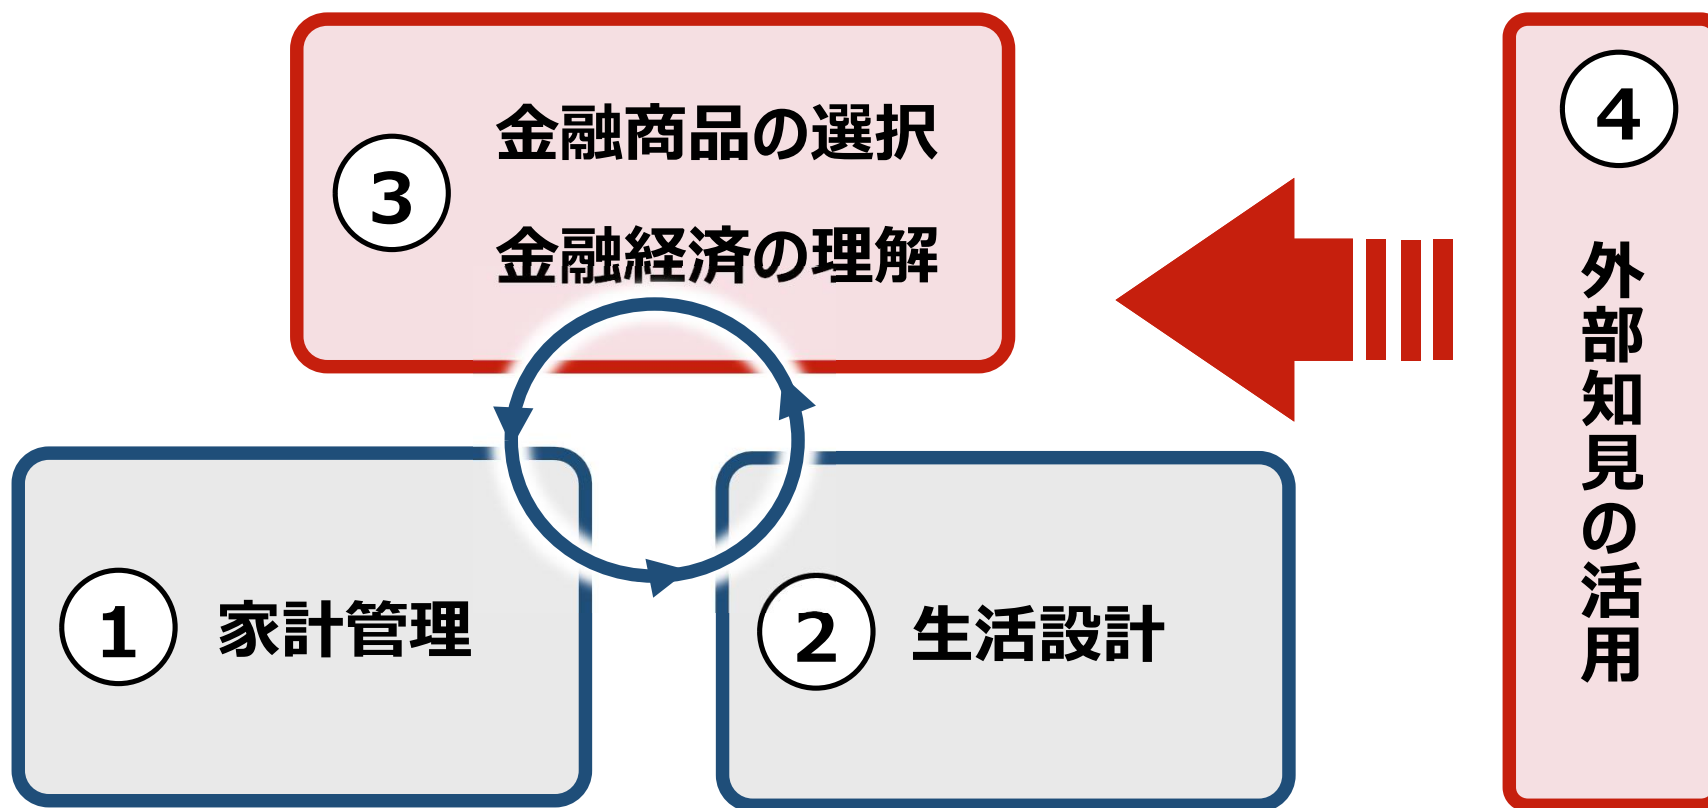 ③
金融商品の選択
金融経済の理解
① 家計管理
② 生活設計
④
外部知見の活用